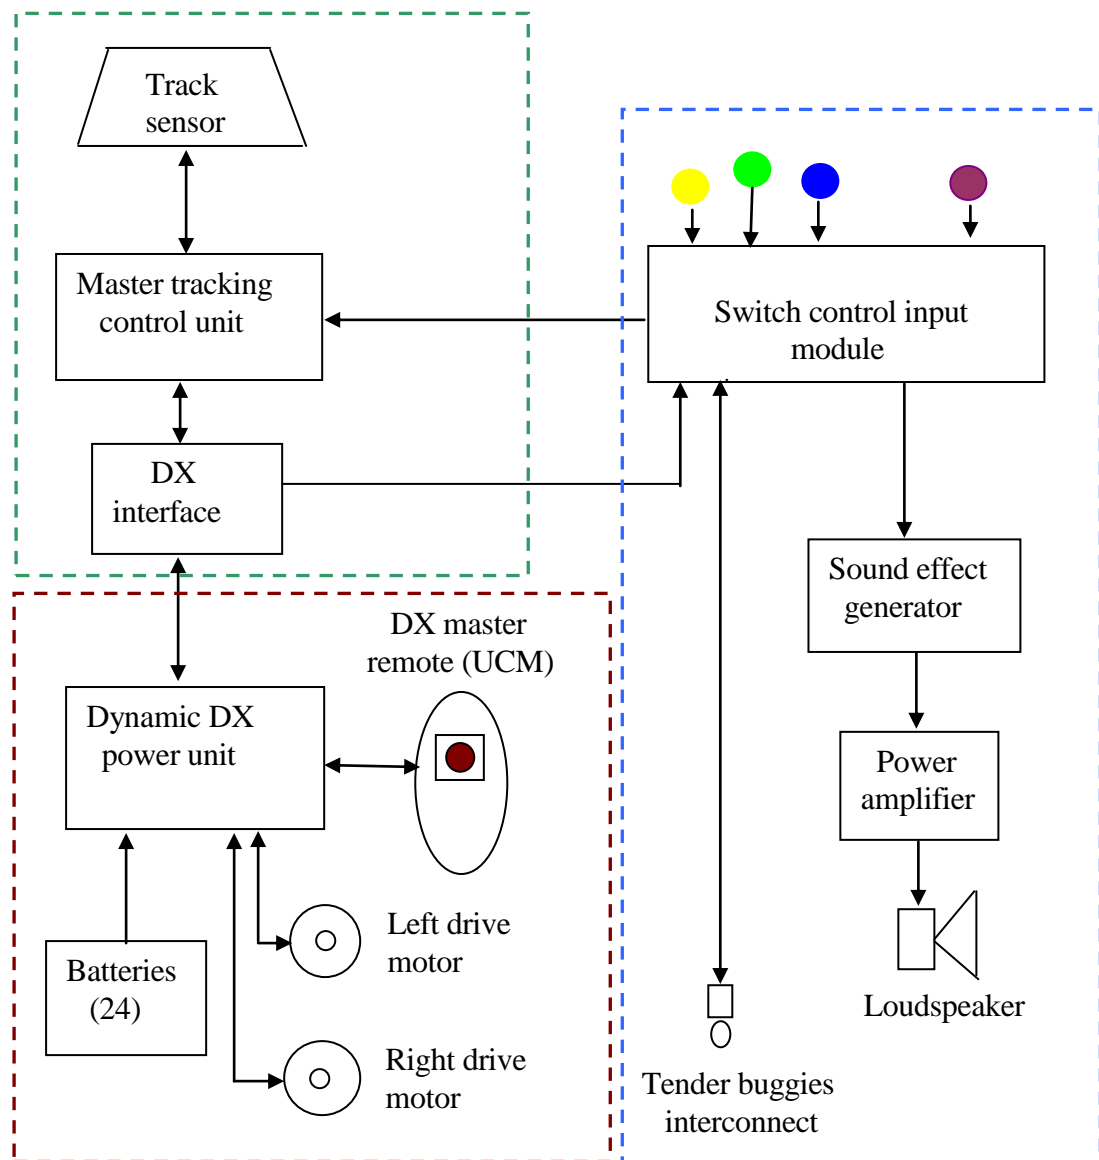 Track
sensor
Master tracking
control unit
Switch control input
module
DX
interface
Sound effect
generator
DX master
remote (UCM)
Dynamic DX
power unit
Power
amplifier
Left drive
motor
Batteries
(24)
Loudspeaker
Right drive
motor
Tender buggies
interconnect